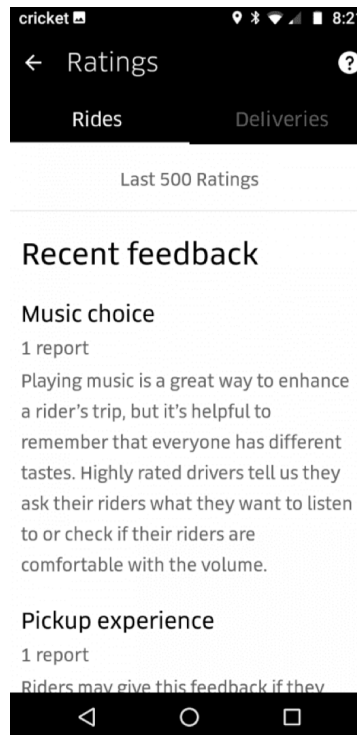 cricket 8:21
Ratings ?
Rides Deliveries
Last 500 Ratings
Recent feedback
Music choice
1 report
Playing music is a great way to enhance
a rider's trip, but it's helpful to
remember that everyone has different
tastes. Highly rated drivers tell us they
ask their riders what they want to listen
to or check if their riders are
comfortable with the volume.
Pickup experience
1 report
Riders may give this feedback if they